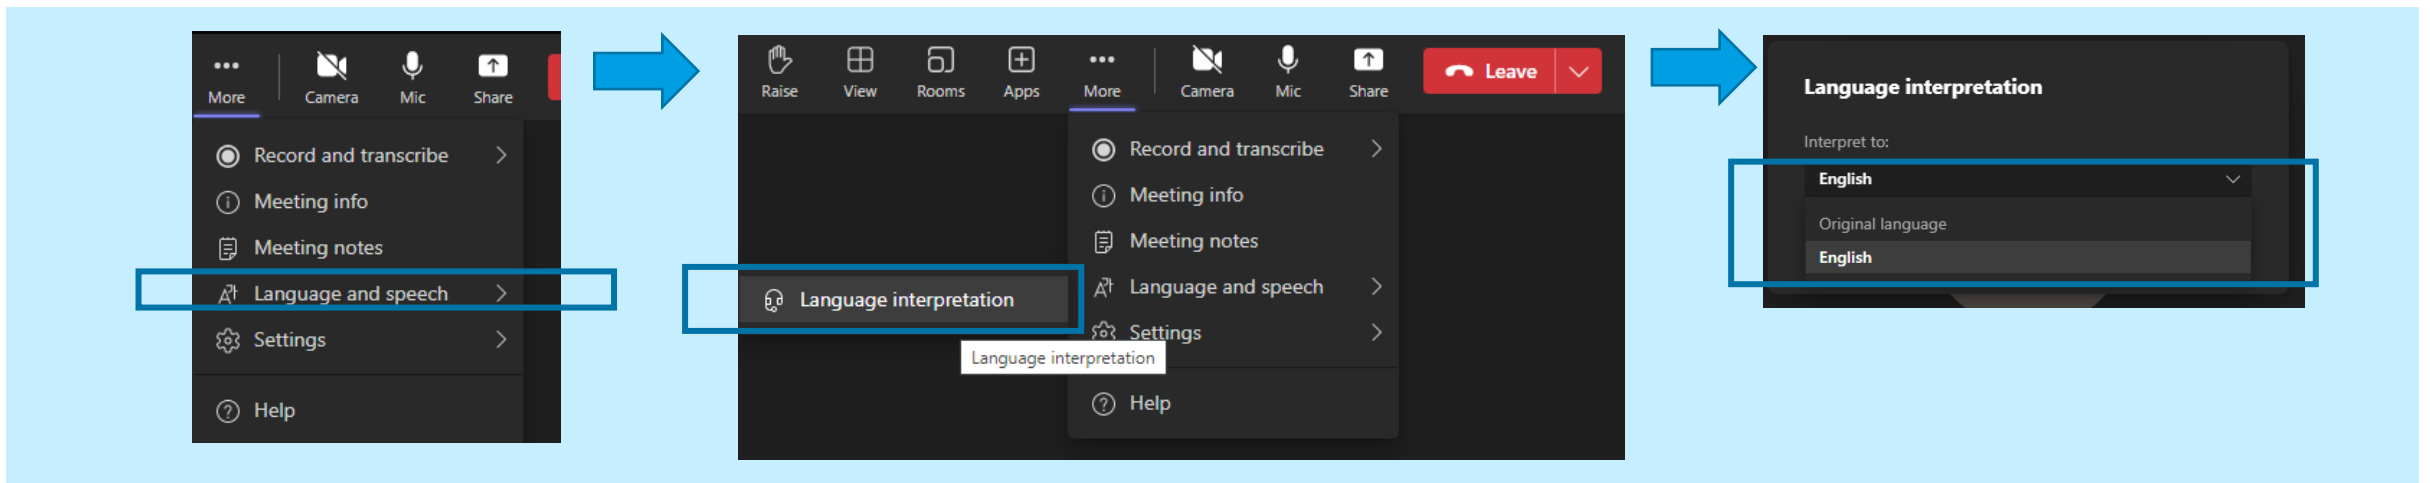 More Camera Mic Share
Record and transcribe
Meeting info
Meeting notes
Language and speech
Settings
Help
Raise View Rooms Apps More Camera Mic Share Leave
Record and transcribe
Meeting info
Meeting notes
Language and speech
Language interpretation
Settings
Language interpretation
Help
Language interpretation
Interpret to:
English
Original language
English